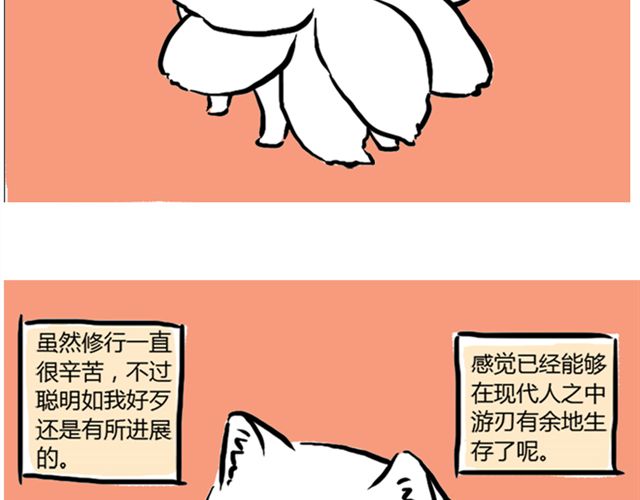 虽然修行一直
很辛苦，不过
聪明如我好歹
还是有所进展
的。
感觉已经能够
在现代人之中
游刃有余地生
存了呢。